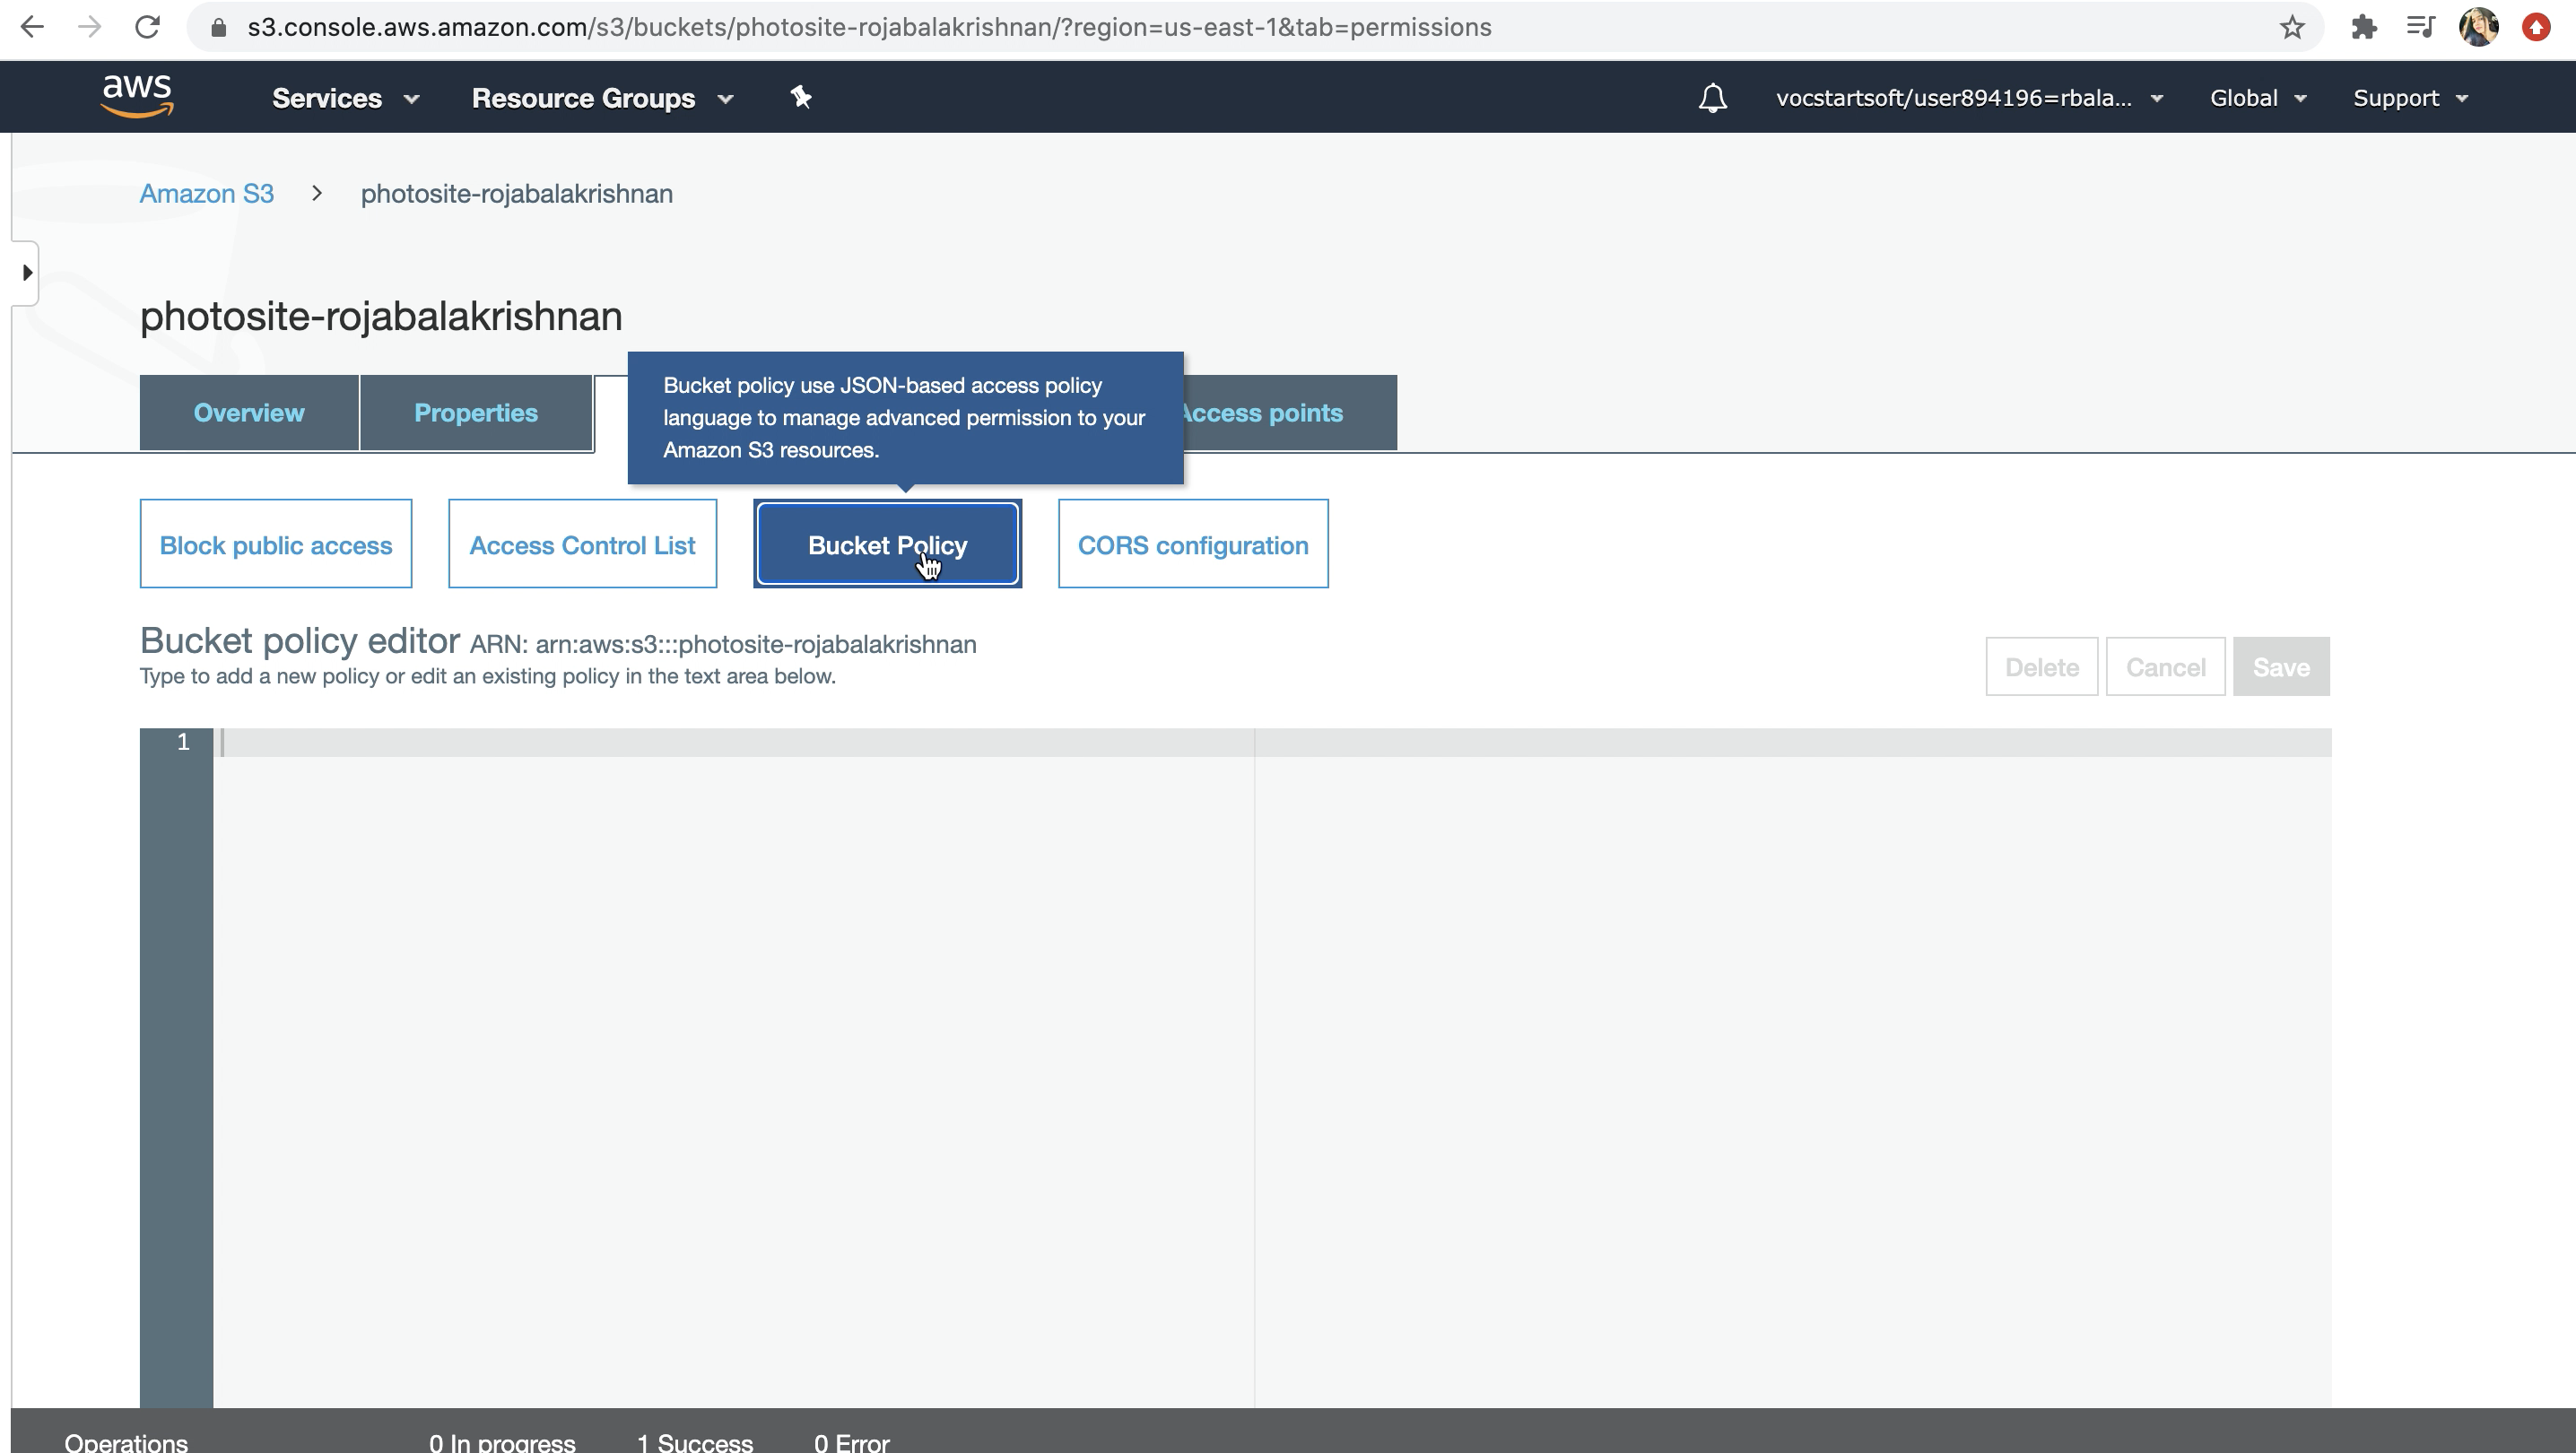 s3.console.aws.amazon.com/s3/buckets/photosite-rojabalakrishnan/?region=us-east-1&tab=permissions
aws Services Resource Groups vocstartsoft/user894196=rbala... Global Support
Amazon S3 > photosite-rojabalakrishnan
photosite-rojabalakrishnan
Bucket policy use JSON-based access policy
language to manage advanced permission to your
Amazon S3 resources.
Overview Properties Access points
Block public access Access Control List Bucket Policy CORS configuration
Bucket policy editor ARN: arn:aws:s3:::photosite-rojabalakrishnan
Type to add a new policy or edit an existing policy in the text area below.
Delete Cancel Save
1
Operations 0 In progress 1 Success 0 Error